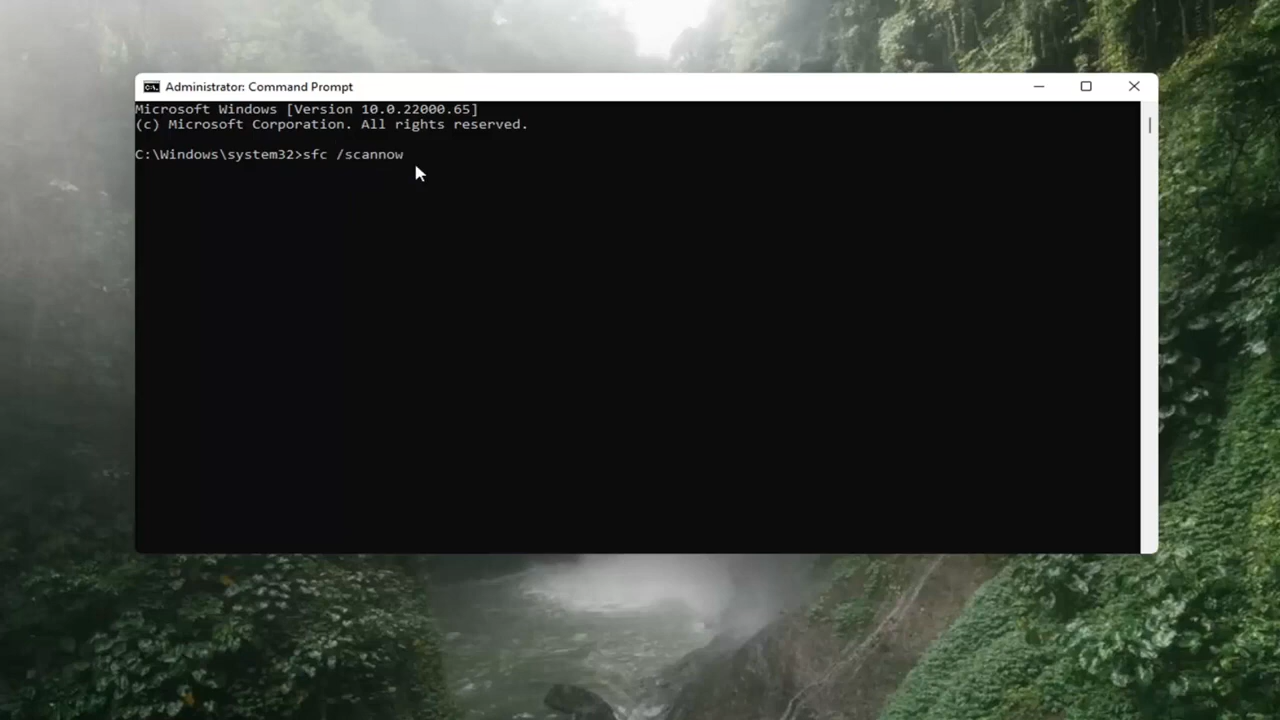 Administrator: Command Prompt
Microsoft Windows [Version 10.0.22000.65]
(c) Microsoft Corporation. All rights reserved.
C:\Windows\system32>sfc /scannow